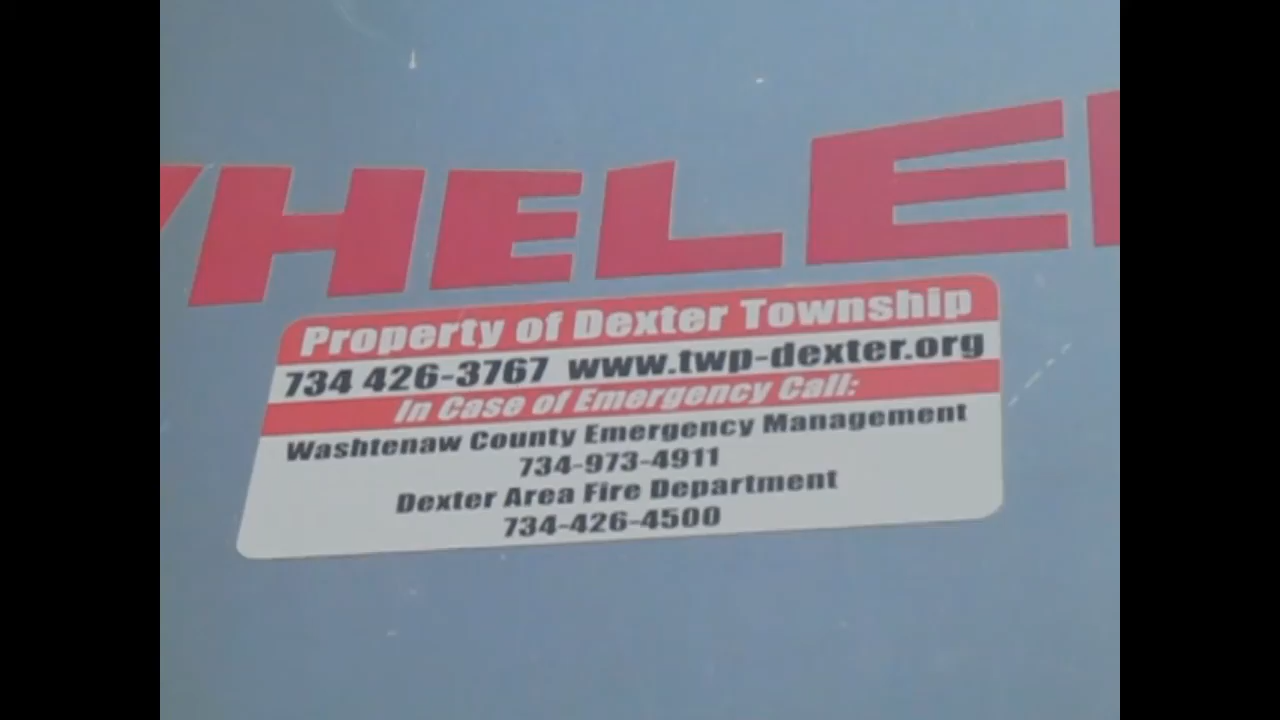 WHELE
Property of Dexter Township
734 426-3767 www.twp-dexter.org
In Case of Emergency Call:
Washtenaw County Emergency Management
734-973-4911
Dexter Area Fire Department
734-426-4500